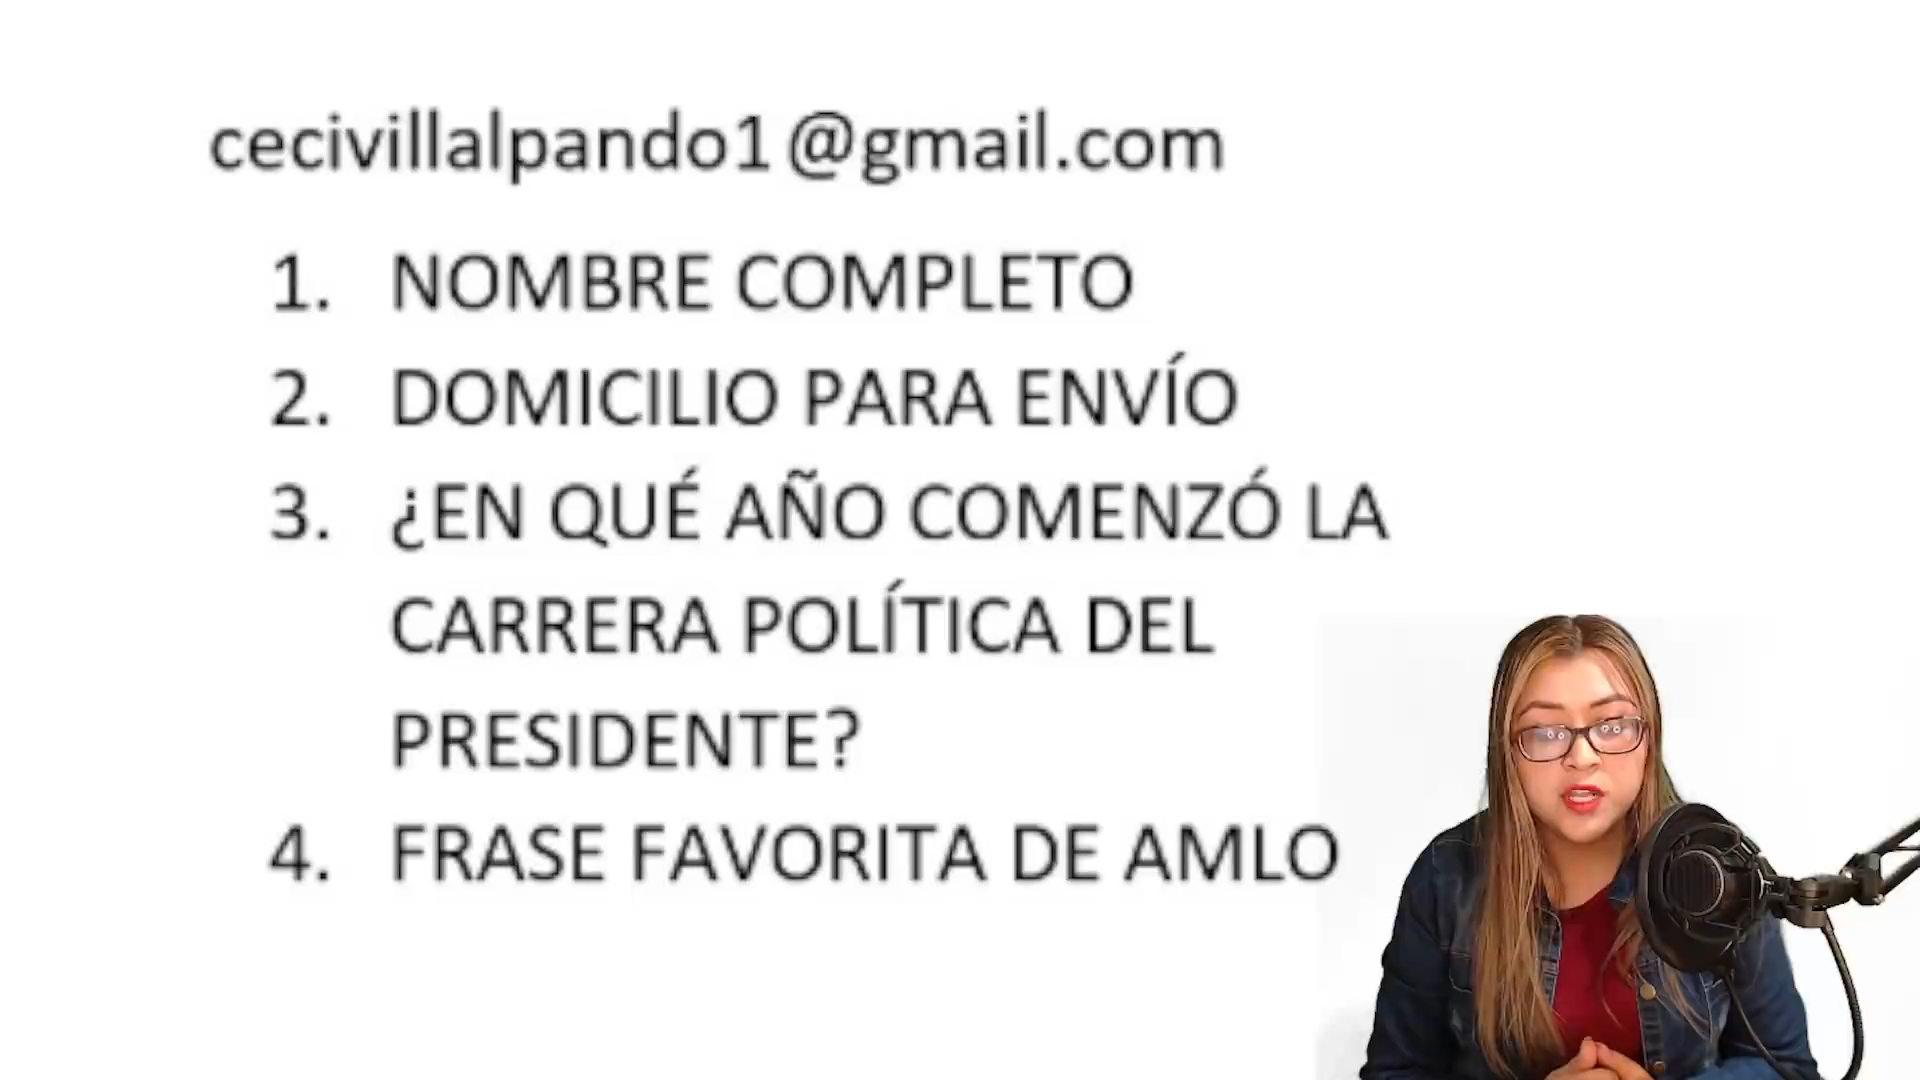 cecivillalpando1@gmail.com
1. NOMBRE COMPLETO
2. DOMICILIO PARA ENVÍO
3. ¿EN QUÉ AÑO COMENZÓ LA
CARRERA POLÍTICA DEL
PRESIDENTE?
4. FRASE FAVORITA DE AMLO